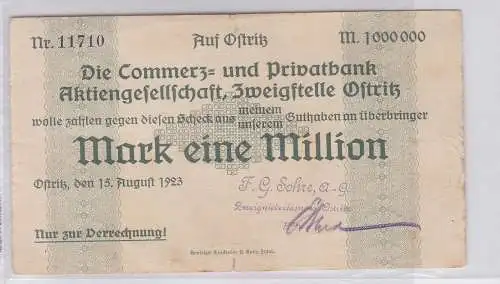 Nr. 11710 Auf Ostritz M. 1000000
Die Commerz- und Privatbank
Aktiengesellschaft, Zweigstelle Ostritz
wolle zahlen gegen diesen Scheck aus meinem
unserem Guthaben an Überbringer
Mark eine Million
Ostritz, den 15. August 1923
F. G. Sohre, A.-G.
Nur zur Verrechnung!